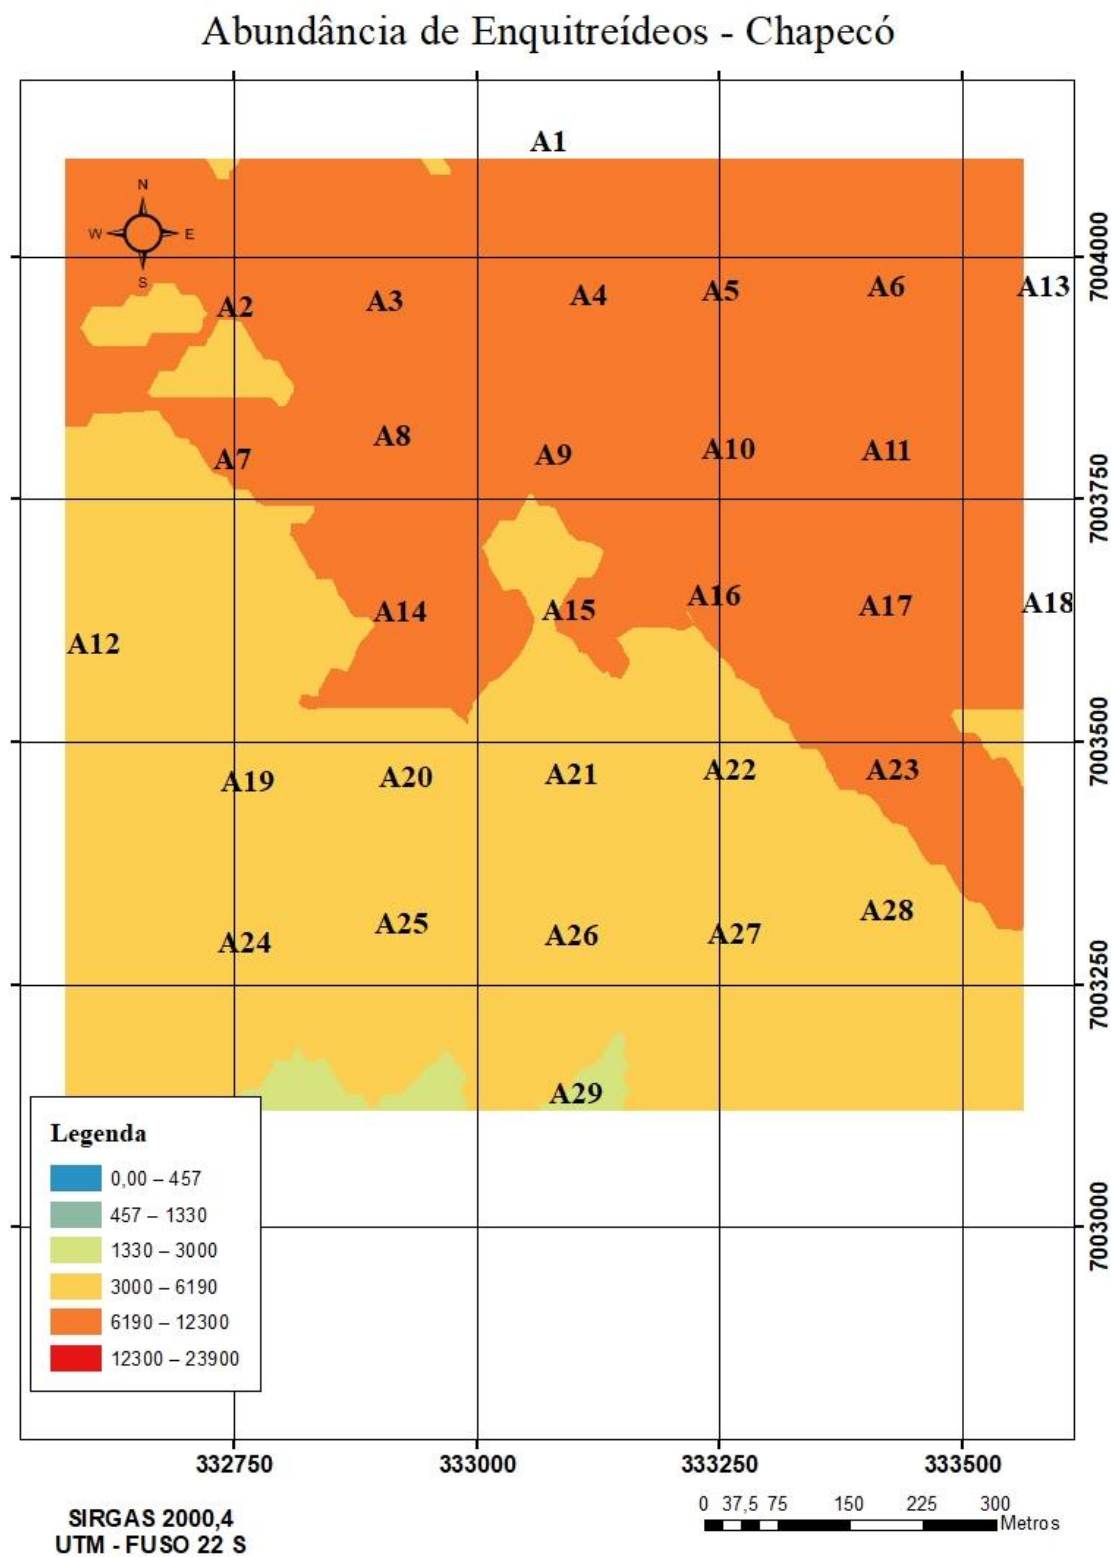 Abundância de Enquitreídeos - Chapecó
A1
N
W E
S
7004000
A2 A3 A4 A5 A6 A13
A7 A8 A9 A10 A11
7003750
A12 A14 A15 A16 A17 A18
7003500
A19 A20 A21 A22 A23
A24 A25 A26 A27 A28
7003250
A29
Legenda
0,00 – 457
457 – 1330
1330 – 3000
3000 – 6190
6190 – 12300
12300 – 23900
7003000
332750 333000 333250 333500
SIRGAS 2000,4
UTM - FUSO 22 S
0 37,5 75 150 225 300
Metros